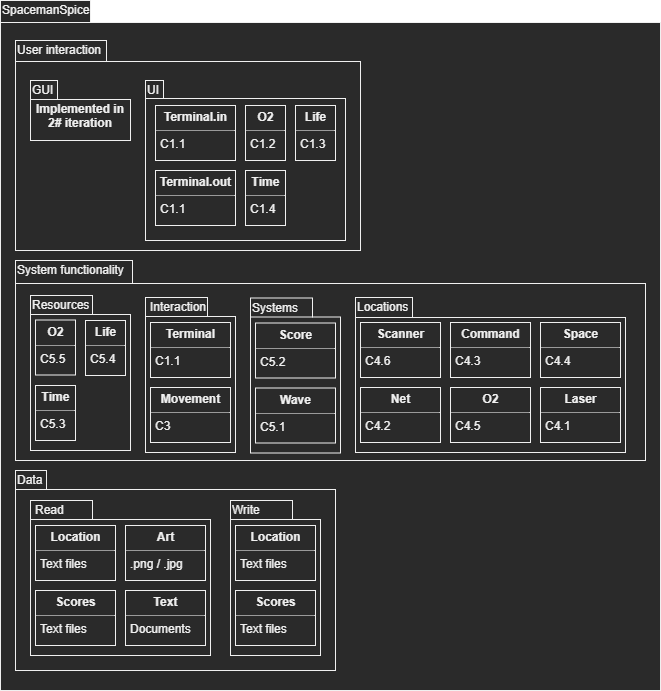 SpacemanSpice
User interaction
GUI
Implemented in
2# iteration
UI
Terminal.in
C1.1
O2
C1.2
Life
C1.3
Terminal.out
C1.1
Time
C1.4
System functionality
Resources
O2
C5.5
Life
C5.4
Time
C5.3
Interaction
Terminal
C1.1
Movement
C3
Systems
Score
C5.2
Wave
C5.1
Locations
Scanner
C4.6
Command
C4.3
Space
C4.4
Net
C4.2
O2
C4.5
Laser
C4.1
Data
Read
Location
Text files
Art
.png / .jpg
Scores
Text files
Text
Documents
Write
Location
Text files
Scores
Text files